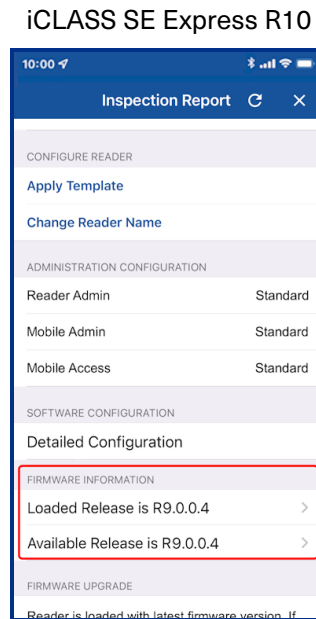 iCLASS SE Express R10
10:00
Inspection Report
CONFIGURE READER
Apply Template
Change Reader Name
ADMINISTRATION CONFIGURATION
Reader Admin Standard
Mobile Admin Standard
Mobile Access Standard
SOFTWARE CONFIGURATION
Detailed Configuration
FIRMWARE INFORMATION
Loaded Release is R9.0.0.4
Available Release is R9.0.0.4
FIRMWARE UPGRADE
Reader is loaded with latest firmware version. If